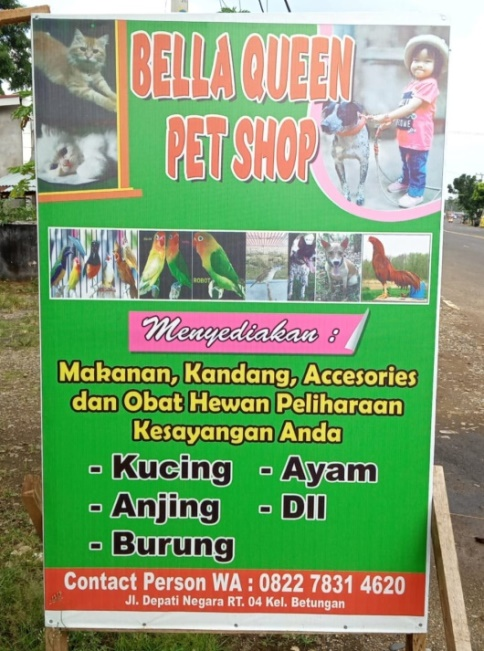 BELLA QUEEN
PET SHOP
ROBOT
Menyediakan :
Makanan, Kandang, Accesories
dan Obat Hewan Peliharaan
Kesayangan Anda
- Kucing - Ayam
- Anjing - Dll
- Burung
Contact Person WA : 0822 7831 4620
Jl. Depati Negara RT. 04 Kel. Betungan